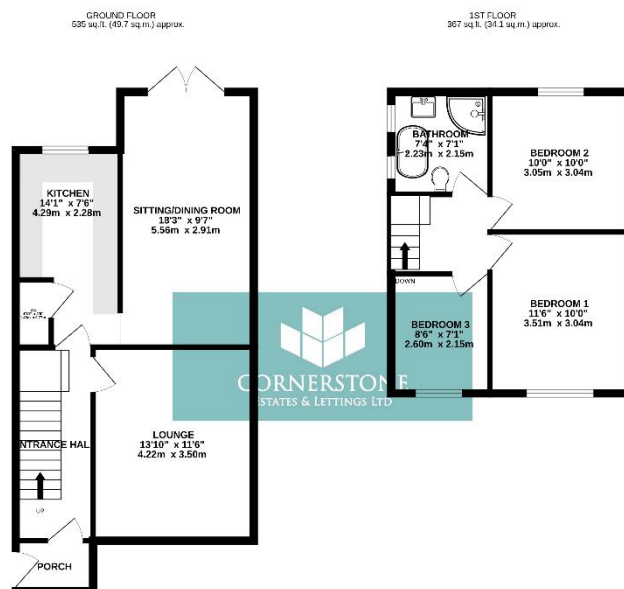 GROUND FLOOR
535 sq.ft. (49.7 sq.m.) approx.
KITCHEN
14'1" x 7'6"
4.29m x 2.28m
SITTING/DINING ROOM
18'3" x 9'7"
5.56m x 2.91m
LOUNGE
13'10" x 11'6"
4.22m x 3.50m
ENTRANCE HALL
UP
PORCH
1ST FLOOR
367 sq.ft. (34.1 sq.m.) approx.
BATHROOM
7'4" x 7'1"
2.23m x 2.15m
BEDROOM 2
10'0" x 10'0"
3.05m x 3.04m
DOWN
BEDROOM 3
8'6" x 7'1"
2.60m x 2.15m
BEDROOM 1
11'6" x 10'0"
3.51m x 3.04m
CORNERSTONE
ESTATES & LETTINGS LTD